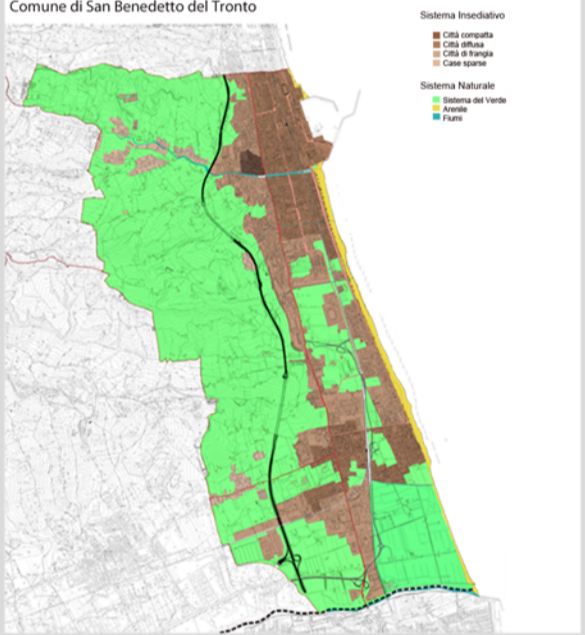 Comune di San Benedetto del Tronto
Sistema Insediativo
Città compatta
Città diffusa
Città di frangia
Case sparse
Sistema Naturale
Sistema del Verde
Arenile
Fiumi